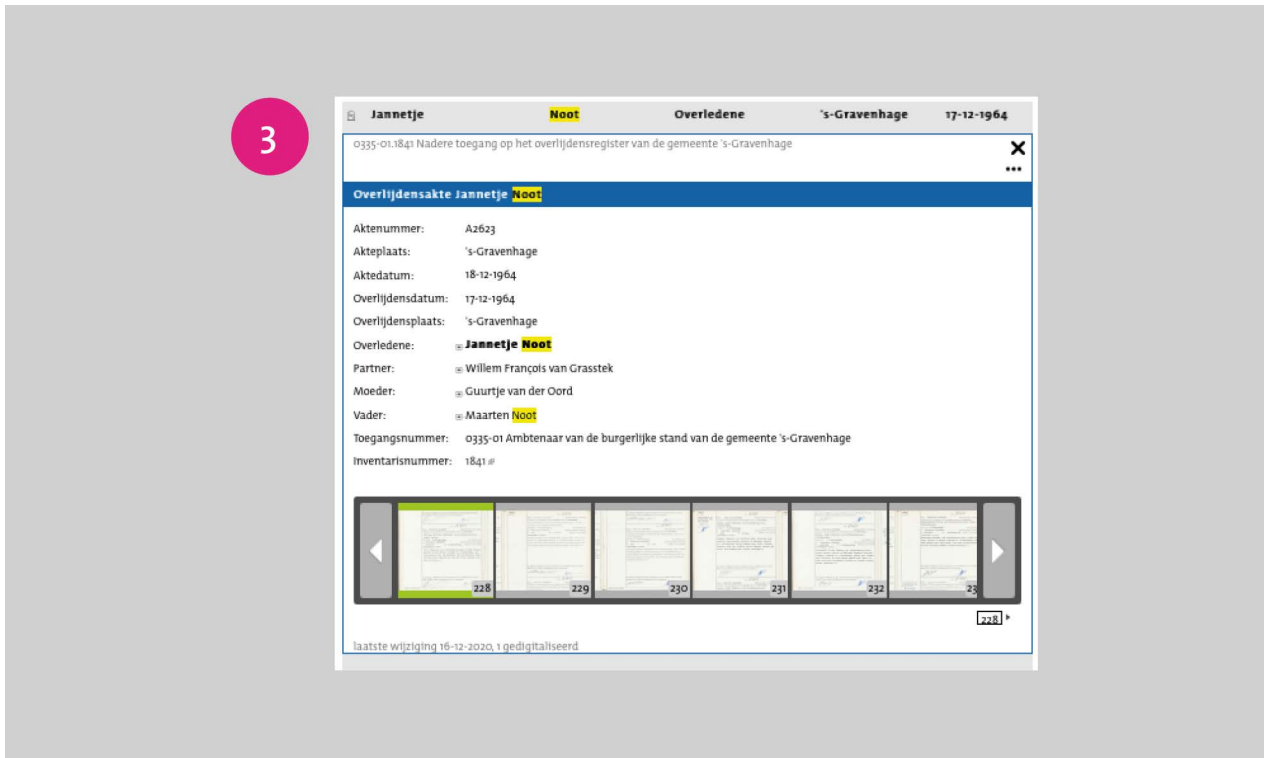 3
Jannetje Noot Overledene 's-Gravenhage 17-12-1964
0335-01.1841 Nadere toegang op het overlijdensregister van de gemeente 's-Gravenhage
Overlijdensakte Jannetje Noot
Aktenummer: A2623
Akteplaats: 's-Gravenhage
Aktedatum: 18-12-1964
Overlijdensdatum: 17-12-1964
Overlijdensplaats: 's-Gravenhage
Overledene: Jannetje Noot
Partner: Willem François van Grasstek
Moeder: Guurtje van der Oord
Vader: Maarten Noot
Toegangsnummer: 0335-01 Ambtenaar van de burgerlijke stand van de gemeente 's-Gravenhage
Inventarisnummer: 1841
228 229 230 231 232 23
228
laatste wijziging 16-12-2020, 1 gedigitaliseerd